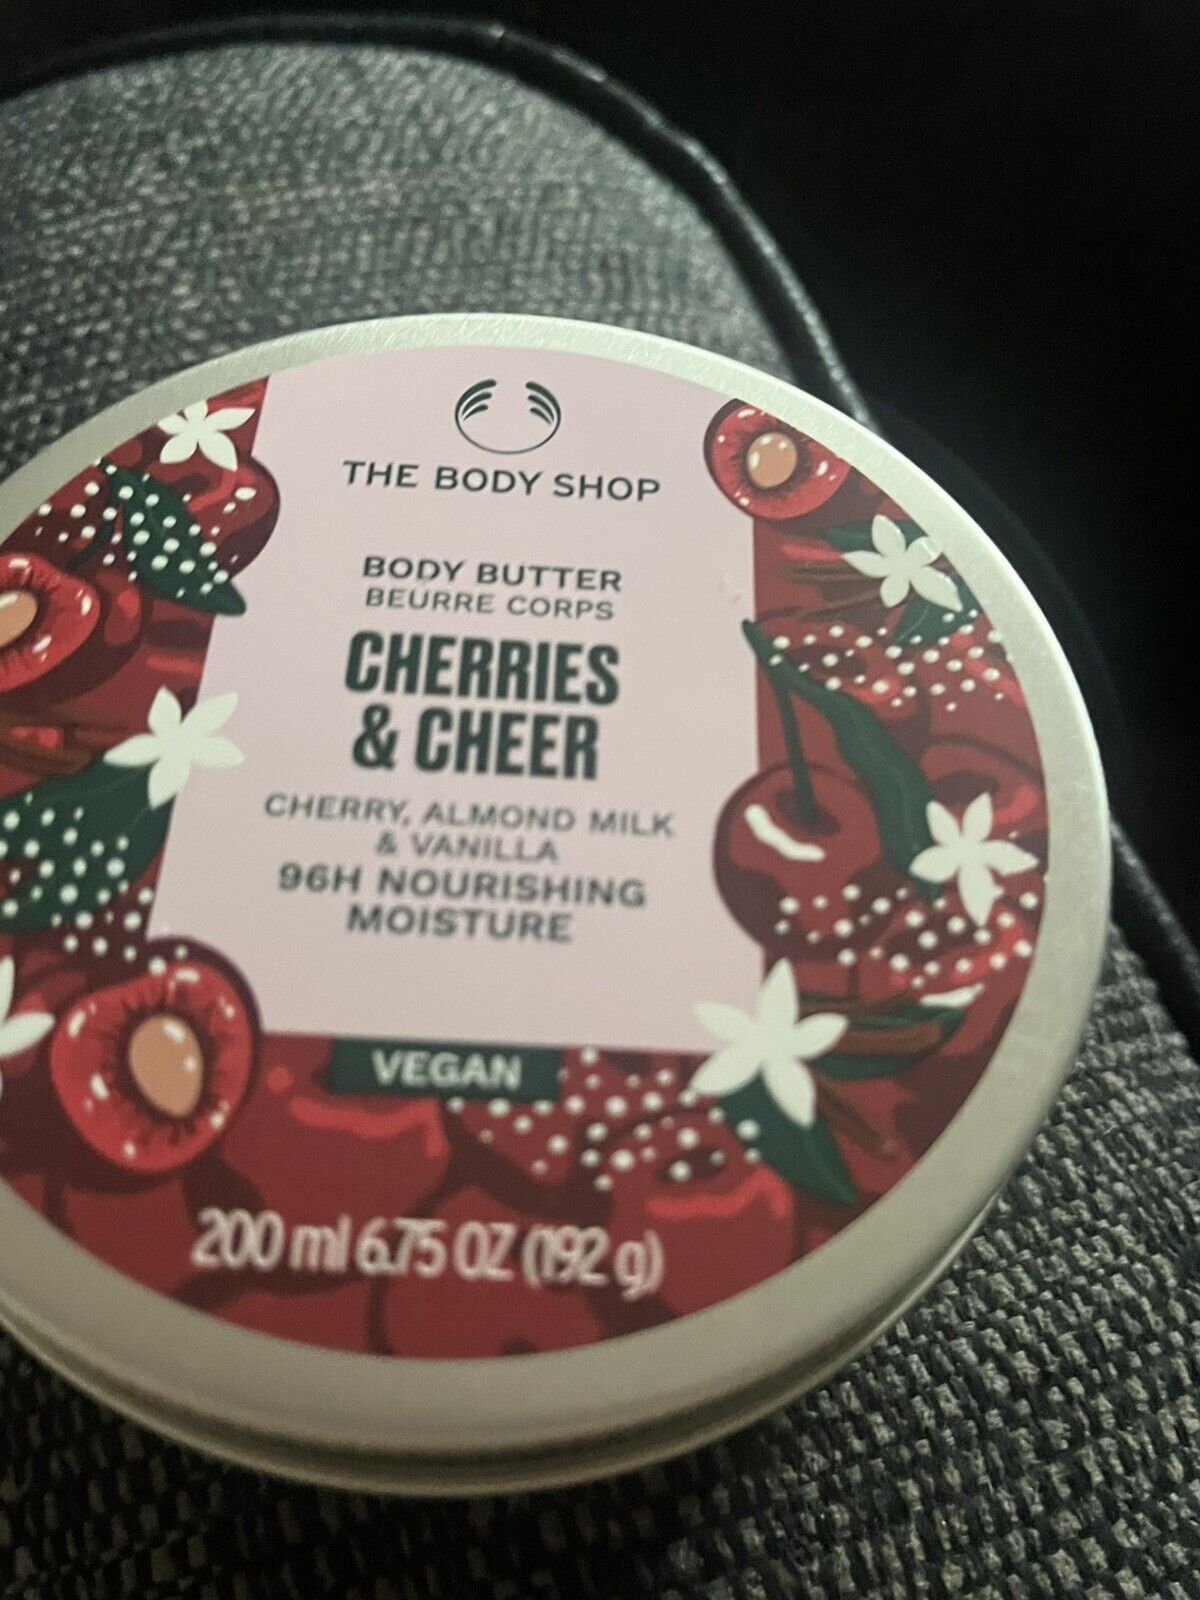 THE BODY SHOP
BODY BUTTER
BEURRE CORPS
CHERRIES
& CHEER
CHERRY, ALMOND MILK
& VANILLA
96H NOURISHING
MOISTURE
VEGAN
200 ml 6.75 OZ (192 g)